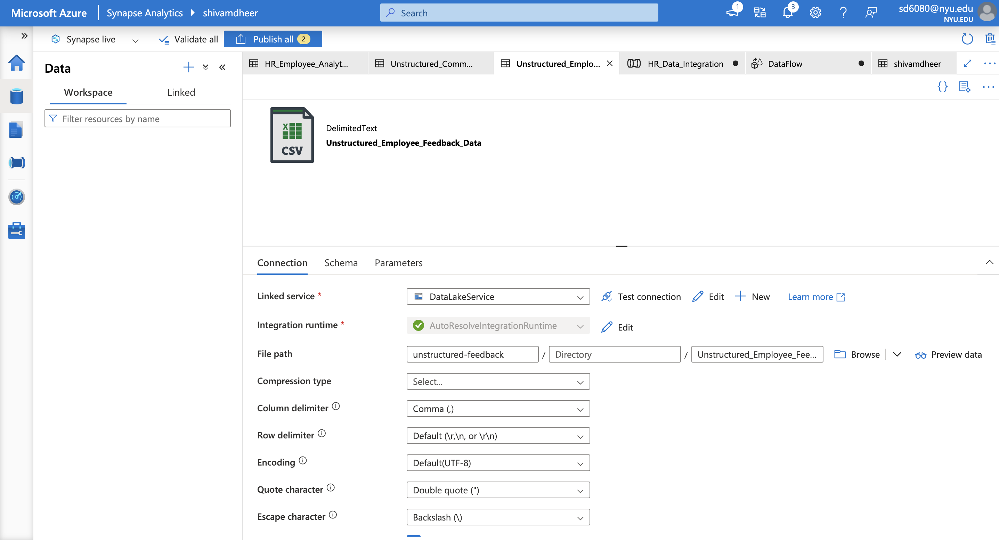 Microsoft Azure | Synapse Analytics shivamdheer
Search
1
3
sd6080@nyu.edu
NYU.EDU
Synapse live
Validate all
Publish all 2
Data
Workspace Linked
Filter resources by name
HR_Employee_Analyt...
Unstructured_Comm...
Unstructured_Emplo...
HR_Data_Integration
DataFlow
shivamdheer
{}
CSV
DelimitedText
Unstructured_Employee_Feedback_Data
Connection Schema Parameters
Linked service * DataLakeService Test connection Edit New Learn more
Integration runtime * AutoResolveIntegrationRuntime Edit
File path unstructured-feedback / Directory / Unstructured_Employee_Fee... Browse Preview data
Compression type Select...
Column delimiter Comma (,)
Row delimiter Default (\r,\n, or \r\n)
Encoding Default(UTF-8)
Quote character Double quote (")
Escape character Backslash (\)